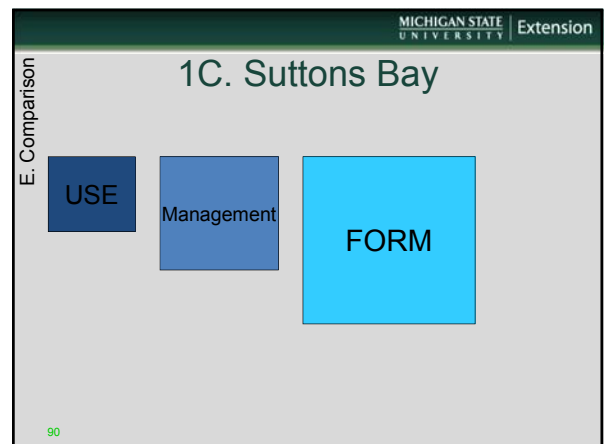 MICHIGAN STATE
UNIVERSITY
Extension
1C. Suttons Bay
E. Comparison
USE
Management
FORM
90